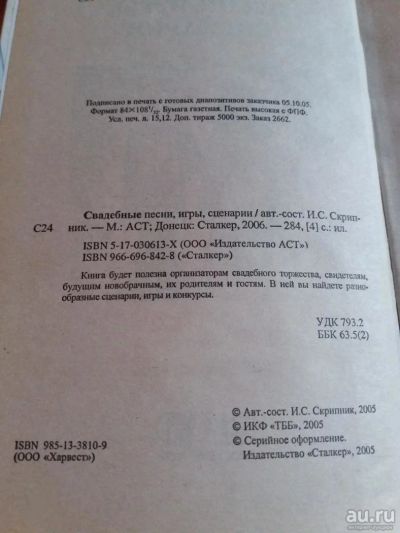 Подписано в печать с готовых диапозитивов заказчика 05.10.05.
Формат 84×108¹/₃₂. Бумага газетная. Печать высокая с ФПФ.
Усл. печ. л. 15,12. Доп. тираж 5000 экз. Заказ 2662.
Свадебные песни, игры, сценарии / авт.-сост. И.С. Скрип-
С24 ник. — М.: АСТ; Донецк: Сталкер, 2006. — 284, [4] с.: ил.
ISBN 5-17-030613-X (ООО «Издательство АСТ»)
ISBN 966-696-842-8 («Сталкер»)
Книга будет полезна организаторам свадебного торжества, свидетелям,
будущим новобрачным, их родителям и гостям. В ней вы найдете разно-
образные сценарии, игры и конкурсы.
УДК 793.2
ББК 63.5(2)
© Авт.-сост. И.С. Скрипник, 2005
© ИКФ «ТББ», 2005
© Серийное оформление.
Издательство «Сталкер», 2005
ISBN 985-13-3810-9
(ООО «Харвест»)
au.ru